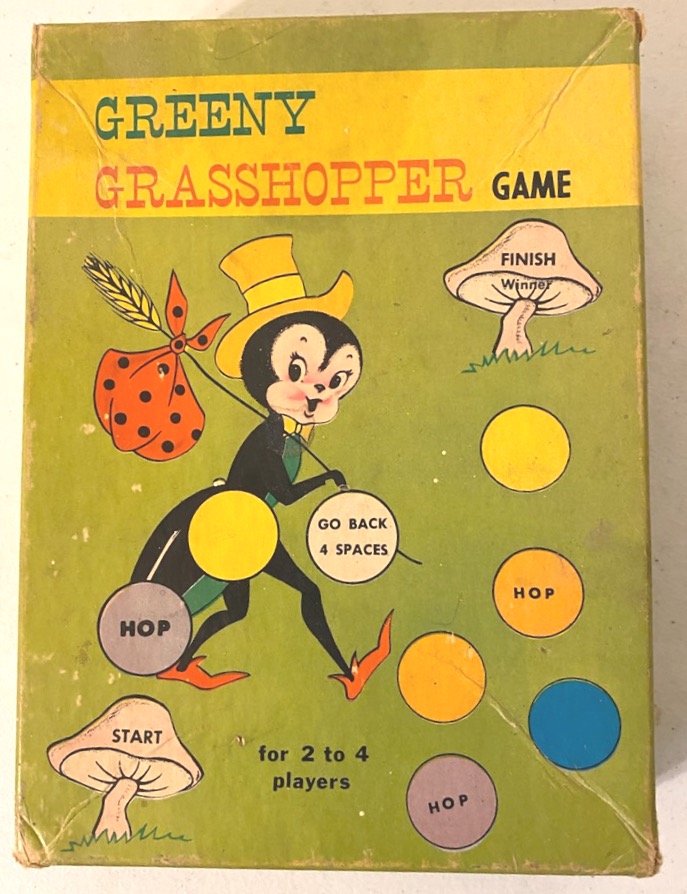 GREENY
GRASSHOPPER GAME
FINISH
Winner
GO BACK
4 SPACES
HOP
HOP
START
for 2 to 4
players
HOP